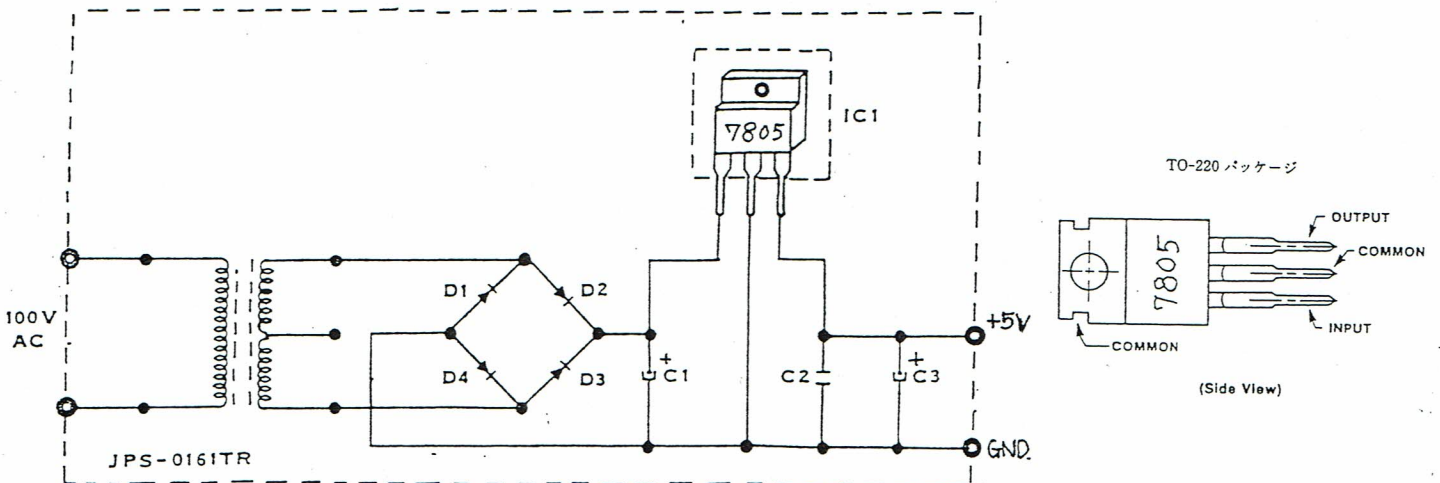 IC1
7805
TO-220 パッケージ
OUTPUT
COMMON
7805
INPUT
COMMON
(Side View)
100V
AC
D1
D2
D4
D3
+
C1
C2
+
C3
+5V
GND.
JPS-0161TR